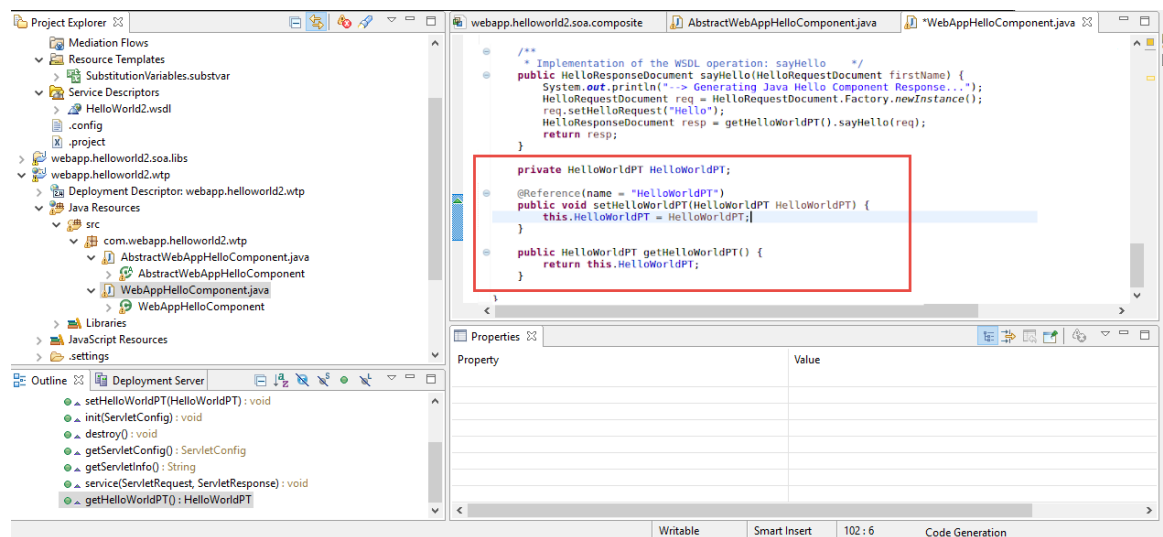 Project Explorer
Mediation Flows
Resource Templates
SubstitutionVariables.substvar
Service Descriptors
HelloWorld2.wsdl
.config
.project
webapp.helloworld2.soa.libs
webapp.helloworld2.wtp
Deployment Descriptor: webapp.helloworld2.wtp
Java Resources
src
com.webapp.helloworld2.wtp
AbstractWebAppHelloComponent.java
AbstractWebAppHelloComponent
WebAppHelloComponent.java
WebAppHelloComponent
Libraries
JavaScript Resources
.settings
Outline Deployment Server
setHelloWorldPT(HelloWorldPT) : void
init(ServletConfig) : void
destroy() : void
getServletConfig() : ServletConfig
getServletInfo() : String
service(ServletRequest, ServletResponse) : void
getHelloWorldPT() : HelloWorldPT
webapp.helloworld2.soa.composite AbstractWebAppHelloComponent.java *WebAppHelloComponent.java
/**
* Implementation of the WSDL operation: sayHello */
public HelloResponseDocument sayHello(HelloRequestDocument firstName) {
System.out.println("--> Generating Java Hello Component Response...");
HelloRequestDocument req = HelloRequestDocument.Factory.newInstance();
req.setHelloRequest("Hello");
HelloResponseDocument resp = getHelloWorldPT().sayHello(req);
return resp;
}
private HelloWorldPT HelloWorldPT;
@Reference(name = "HelloWorldPT")
public void setHelloWorldPT(HelloWorldPT HelloWorldPT) {
this.HelloWorldPT = HelloWorldPT;
}
public HelloWorldPT getHelloWorldPT() {
return this.HelloWorldPT;
}
}
Properties
Property Value
Writable Smart Insert 102 : 6 Code Generation